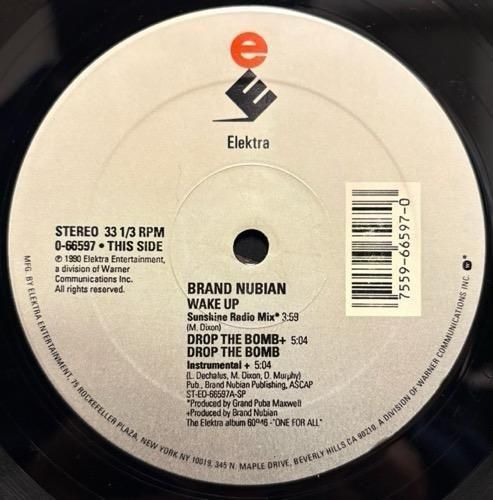 e
E
Elektra
STEREO 33 1/3 RPM
0-66597 • THIS SIDE
℗ 1990 Elektra Entertainment,
a division of Warner
Communications Inc.
All rights reserved.
7559-66597-0
BRAND NUBIAN
WAKE UP
Sunshine Radio Mix* 3:59
(M. Dixon)
DROP THE BOMB+ 5:04
DROP THE BOMB
Instrumental + 5:04
(L. Dechalus, M. Dixon, D. Murphy)
Pub., Brand Nubian Publishing, ASCAP
ST-ED-66597A-SP
*Produced by Grand Puba Maxwell
+Produced by Brand Nubian
The Elektra album 60946 -"ONE FOR ALL"
MFG. BY ELEKTRA ENTERTAINMENT, 75 ROCKEFELLER PLAZA, NEW YORK NY 10019, 345 N. MAPLE DRIVE, BEVERLY HILLS CA 90210, A DIVISION OF WARNER COMMUNICATIONS INC.